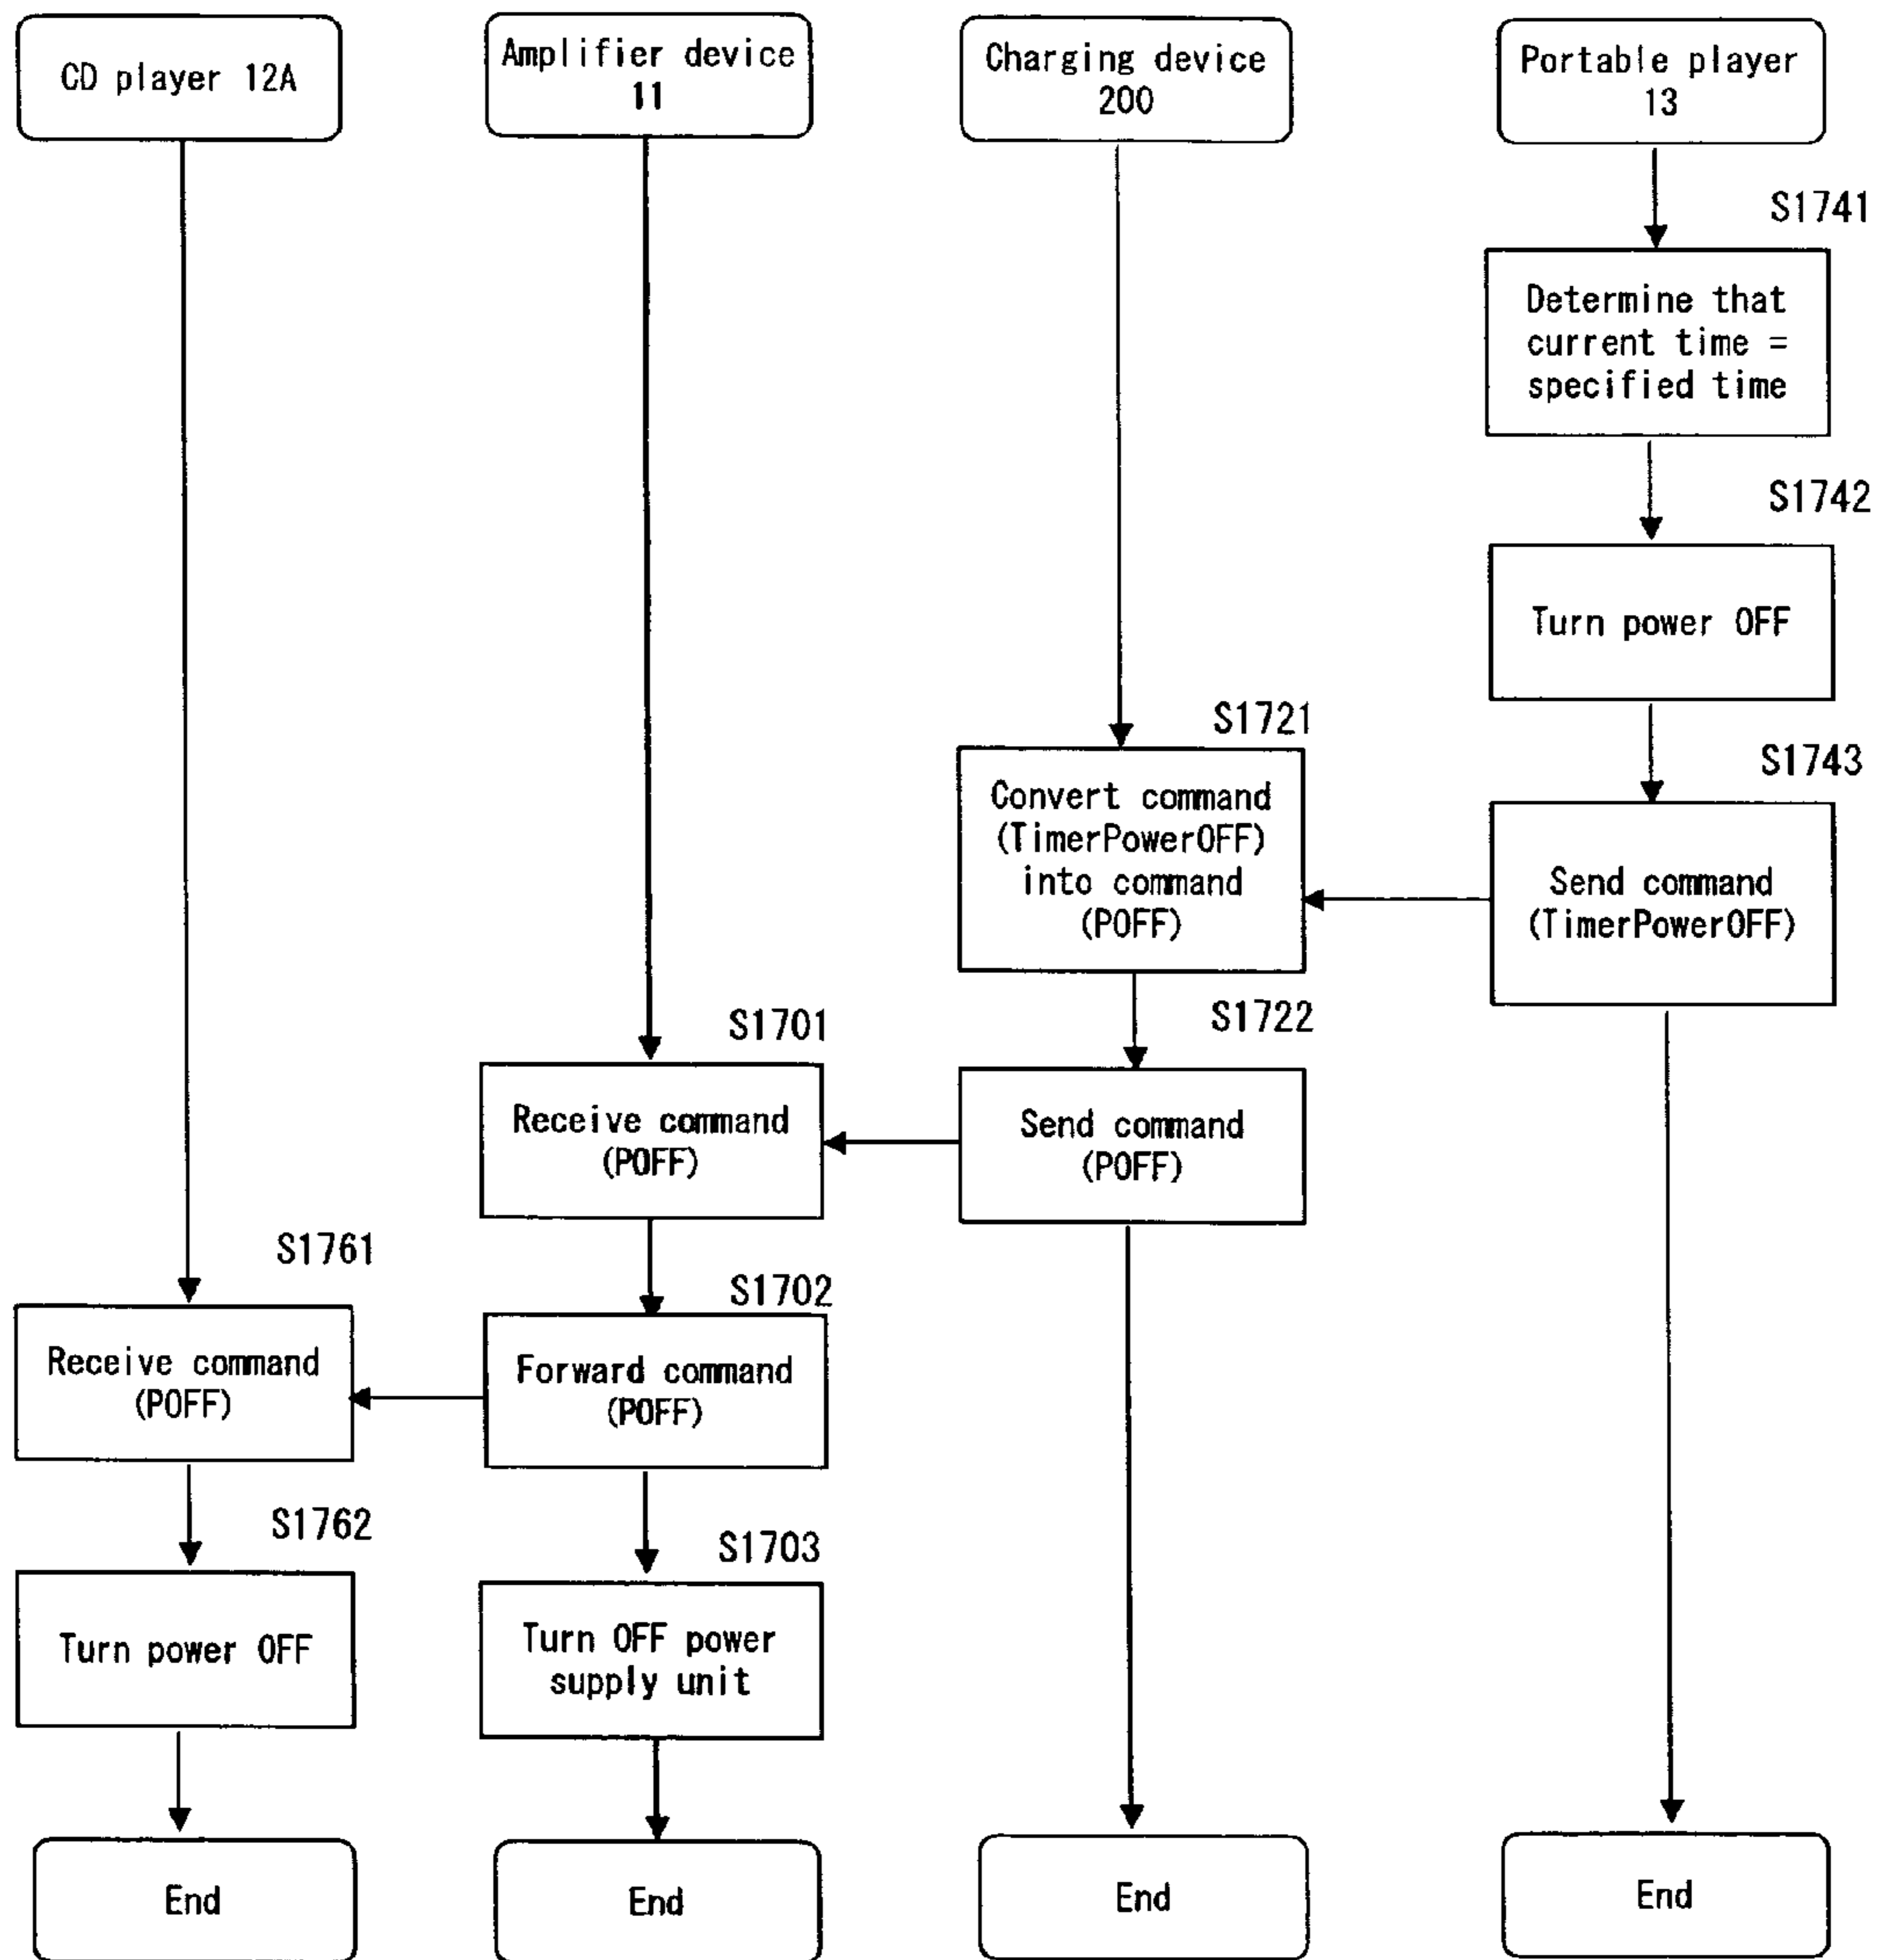 CD player 12A
Amplifier device
11
Charging device
200
Portable player
13
S1741
Determine that
current time =
specified time
S1742
Turn power OFF
S1743
Send command
(TimerPowerOFF)
S1721
Convert command
(TimerPowerOFF)
into command
(POFF)
S1722
Send command
(POFF)
S1701
Receive command
(POFF)
S1702
Forward command
(POFF)
S1761
Receive command
(POFF)
S1762
Turn power OFF
S1703
Turn OFF power
supply unit
End
End
End
End